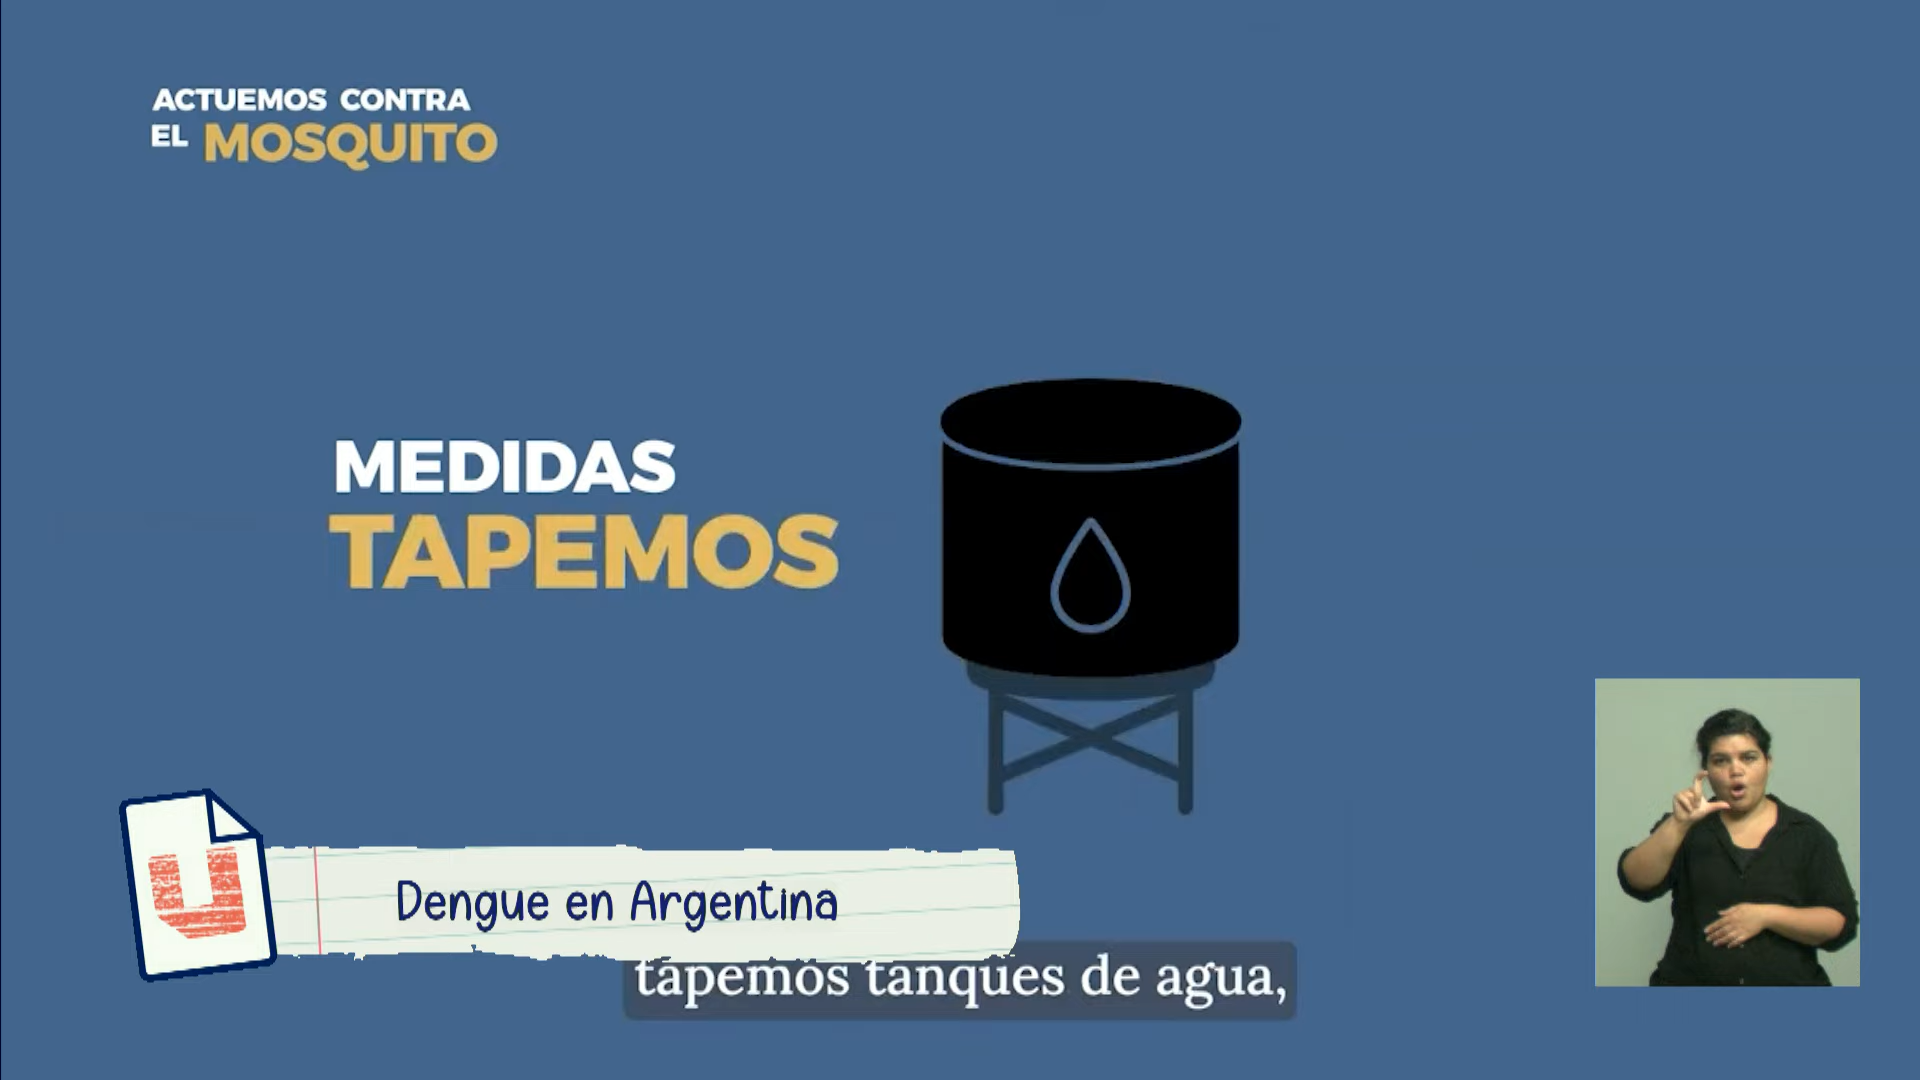 ACTUEMOS CONTRA
EL MOSQUITO
MEDIDAS
TAPEMOS
U
Dengue en Argentina
tapemos tanques de agua,